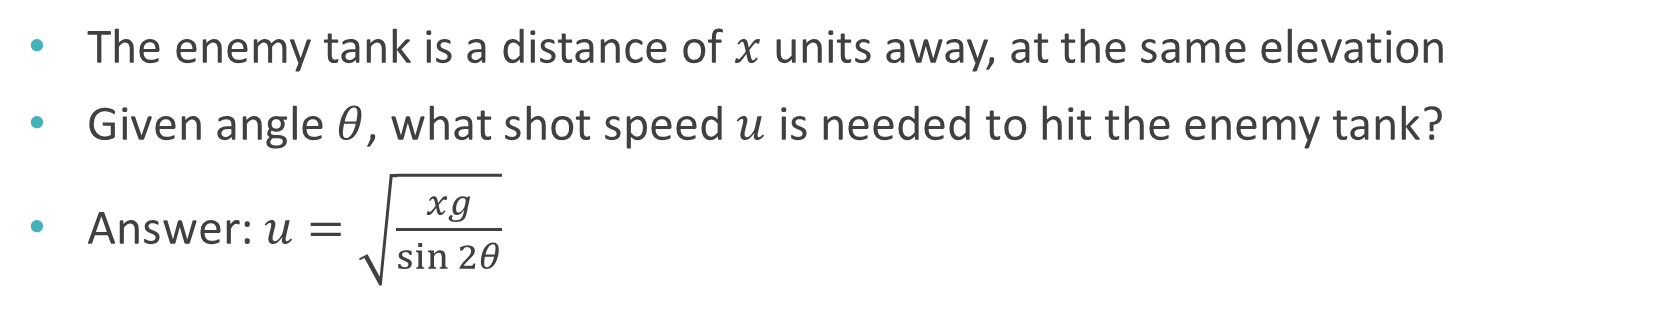 • The enemy tank is a distance of 𝑥 units away, at the same elevation
• Given angle 𝜃, what shot speed 𝑢 is needed to hit the enemy tank?
• Answer: 𝑢 = √(𝑥𝑔 / sin 2𝜃)